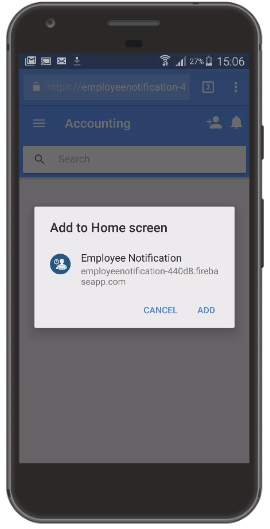 27% 15:06
https://employeenotification-4
3
Accounting
Search
Add to Home screen
Employee Notification
employeenotification-440d8.fireba
seapp.com
CANCEL ADD